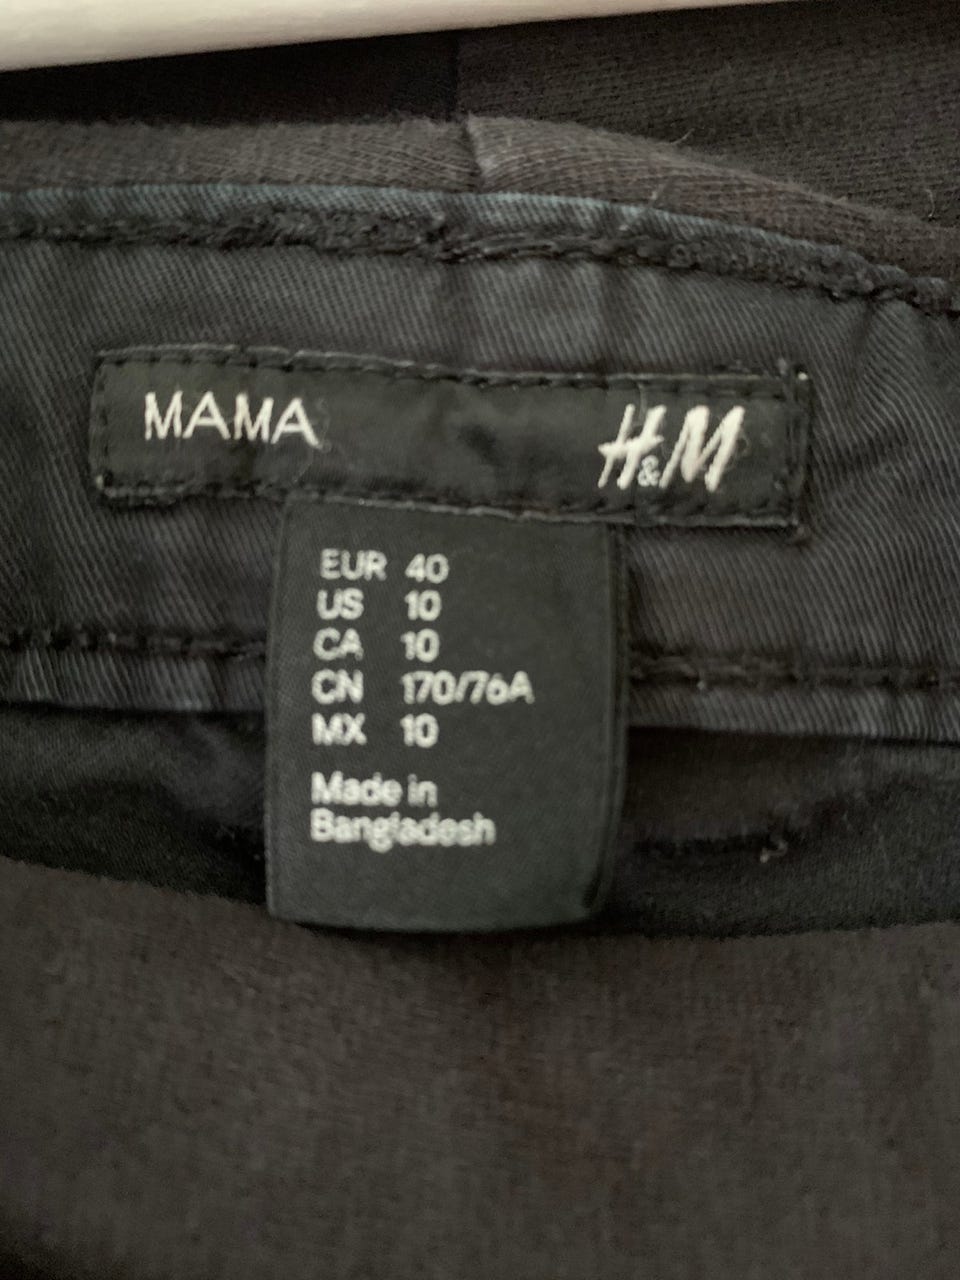 MAMA H&M
EUR 40
US 10
CA 10
CN 170/76A
MX 10
Made in
Bangladesh